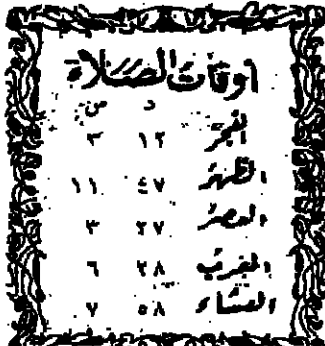 أوقات الصلاة
د س
الفجر ١٢ ٣
الظهر ٤٧ ١١
العصر ٢٧ ٣
المغرب ٢٨ ٦
العشاء ٥٨ ٧